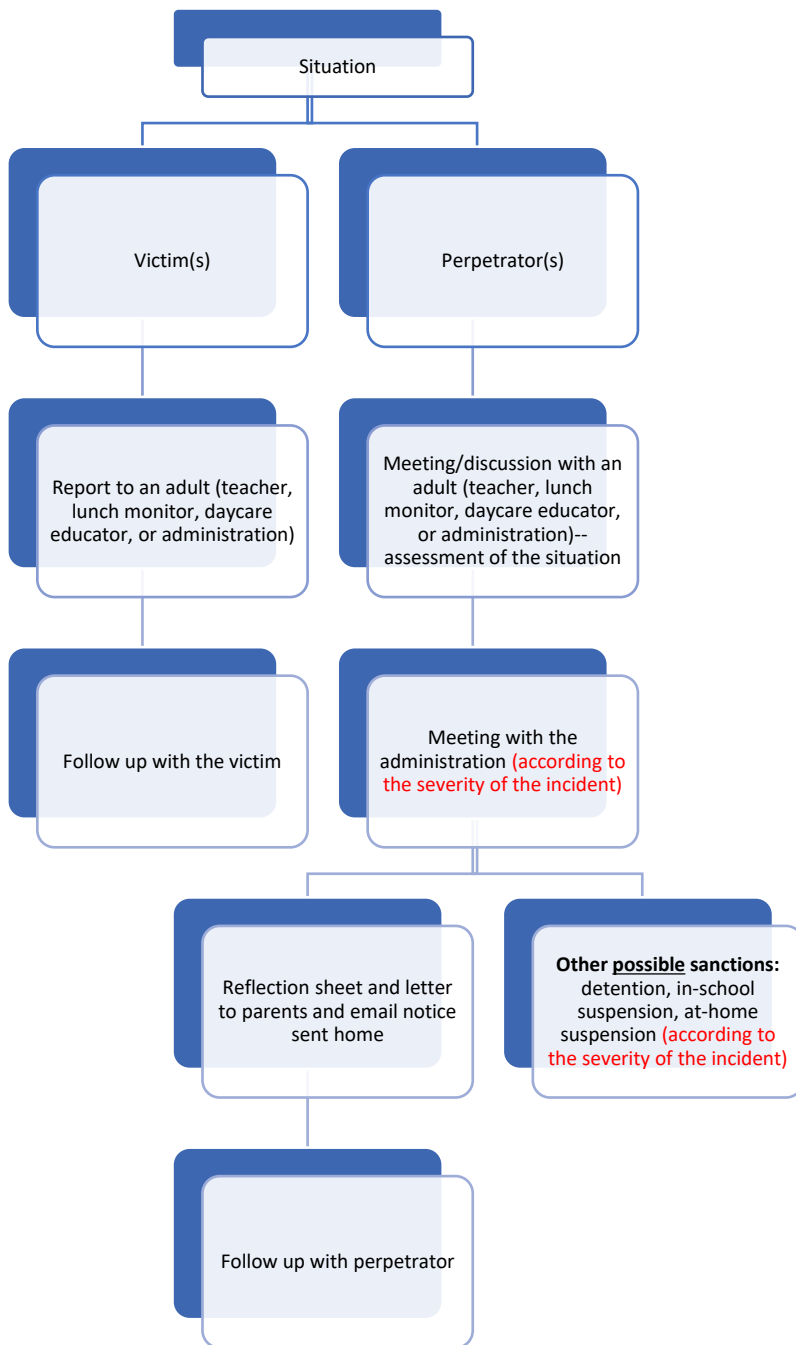 Situation
Victim(s)
Perpetrator(s)
Report to an adult (teacher,
lunch monitor, daycare
educator, or administration)
Meeting/discussion with an
adult (teacher, lunch
monitor, daycare educator,
or administration)--
assessment of the situation
Follow up with the victim
Meeting with the
administration (according to
the severity of the incident)
Reflection sheet and letter
to parents and email notice
sent home
Other possible sanctions:
detention, in-school
suspension, at-home
suspension (according to
the severity of the incident)
Follow up with perpetrator